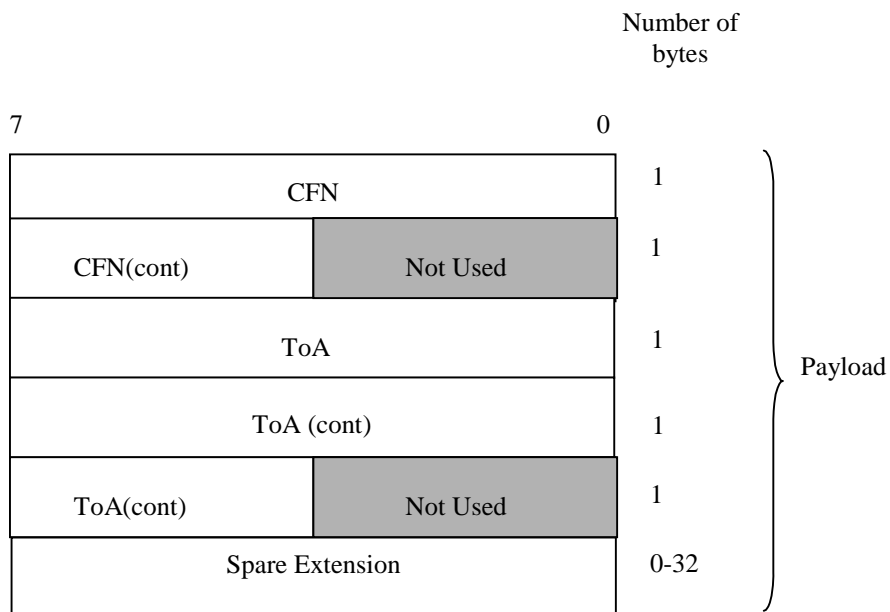 Number of
bytes
7 0
CFN 1
CFN(cont) Not Used 1
ToA 1
Payload
ToA (cont) 1
ToA(cont) Not Used 1
Spare Extension 0-32